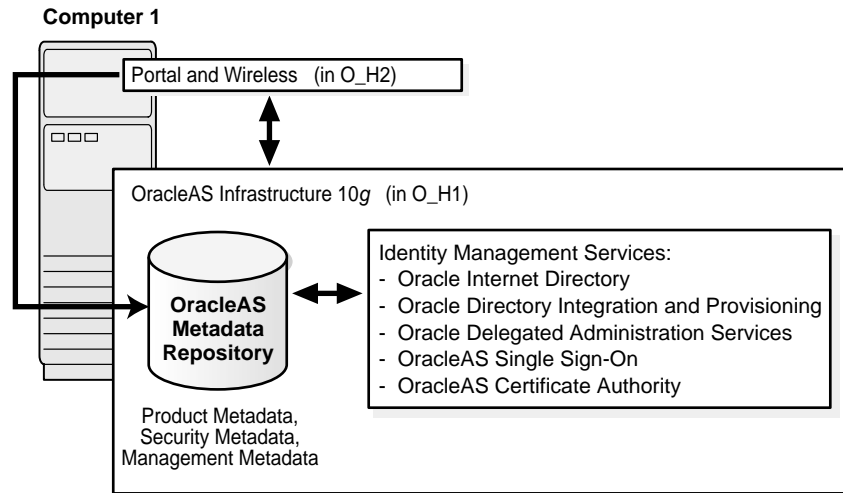 Computer 1
Portal and Wireless (in O_H2)
OracleAS Infrastructure 10g (in O_H1)
OracleAS
Metadata
Repository
Product Metadata,
Security Metadata,
Management Metadata
Identity Management Services:
- Oracle Internet Directory
- Oracle Directory Integration and Provisioning
- Oracle Delegated Administration Services
- OracleAS Single Sign-On
- OracleAS Certificate Authority